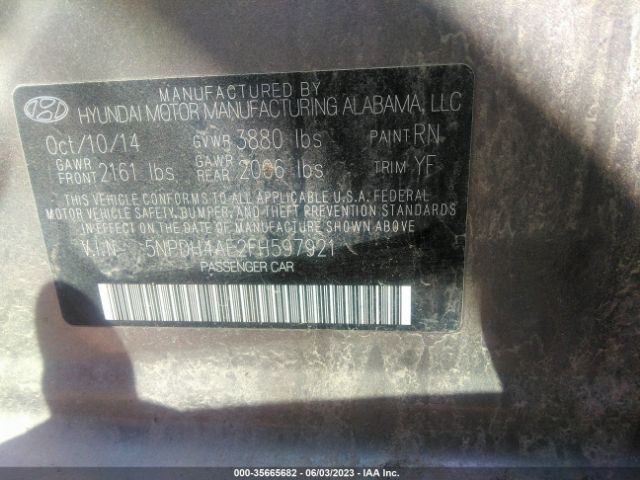 MANUFACTURED BY
HYUNDAI MOTOR MANUFACTURING ALABAMA, LLC
Oct/10/14 GVWR 3880 lbs PAINT RN
GAWR FRONT 2161 lbs GAWR REAR 2006 lbs TRIM YF
THIS VEHICLE CONFORMS TO ALL APPLICABLE U.S.A. FEDERAL
MOTOR VEHICLE SAFETY, BUMPER, AND THEFT PREVENTION STANDARDS
IN EFFECT ON THE DATE OF MANUFACTURE SHOWN ABOVE
V.I.N 5NPDH4AE2FH597921
PASSENGER CAR
000-35665682 - 06/03/2023 - IAA Inc.